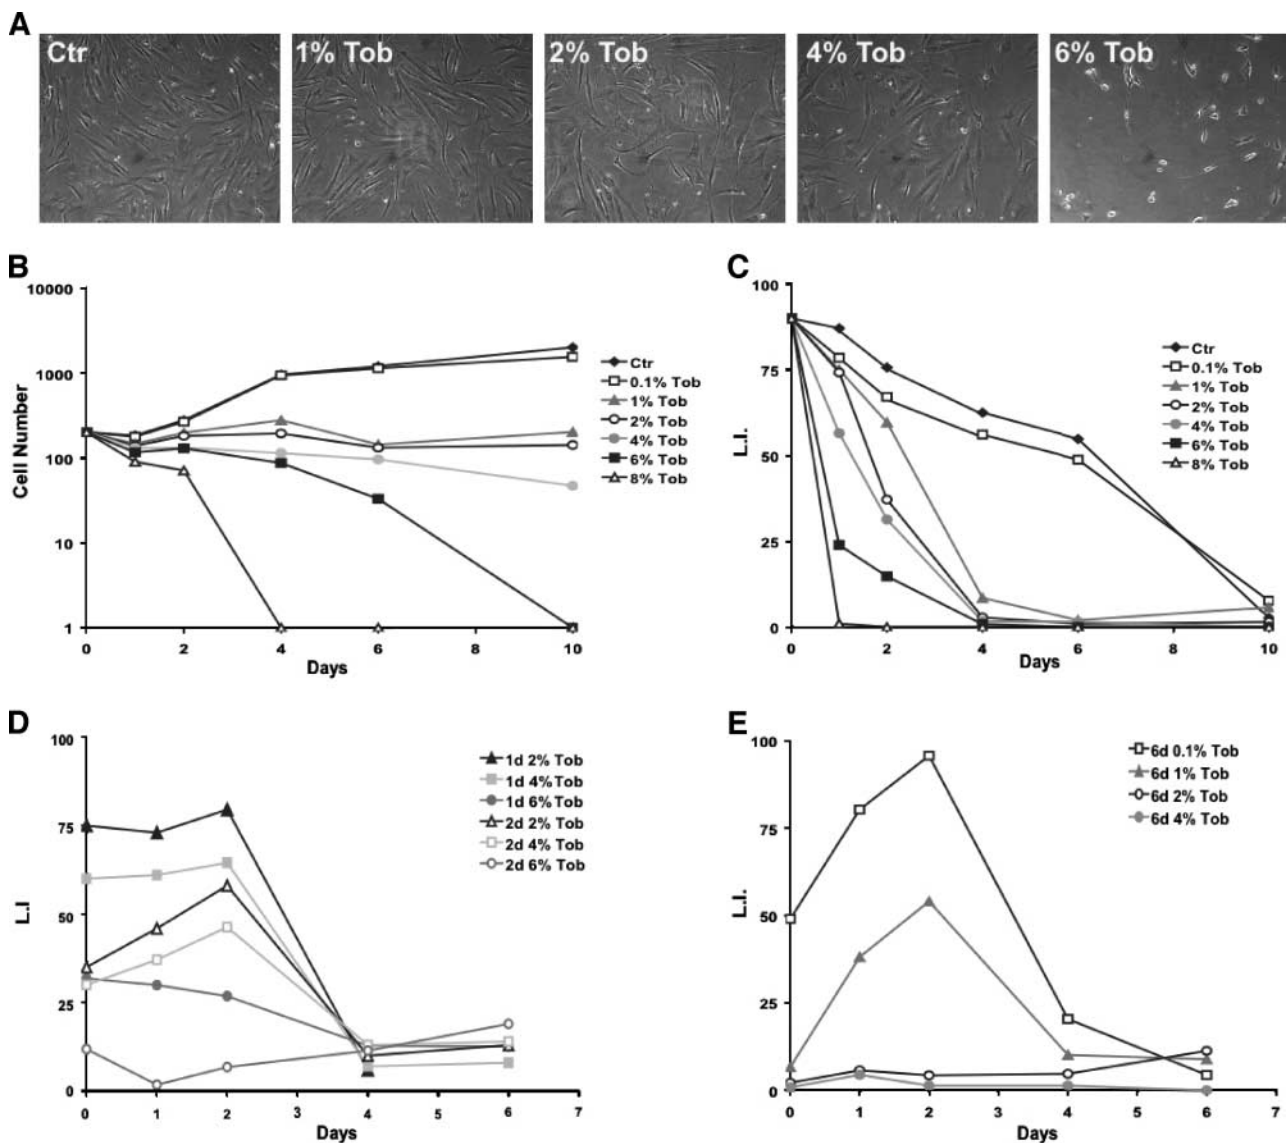 A
Ctr
1% Tob
2% Tob
4% Tob
6% Tob
B
10000
1000
100
10
1
Cell Number
0
2
4
6
8
10
Days
Ctr
0.1% Tob
1% Tob
2% Tob
4% Tob
6% Tob
8% Tob
C
100
75
50
25
0
L.I.
0
2
4
6
8
10
Days
Ctr
0.1% Tob
1% Tob
2% Tob
4% Tob
6% Tob
8% Tob
D
100
75
50
25
0
L.I
0
1
2
3
4
5
6
7
Days
1d 2% Tob
1d 4% Tob
1d 6% Tob
2d 2% Tob
2d 4% Tob
2d 6% Tob
E
100
75
50
25
0
L.I.
0
1
2
3
4
5
6
7
Days
6d 0.1% Tob
6d 1% Tob
6d 2% Tob
6d 4% Tob